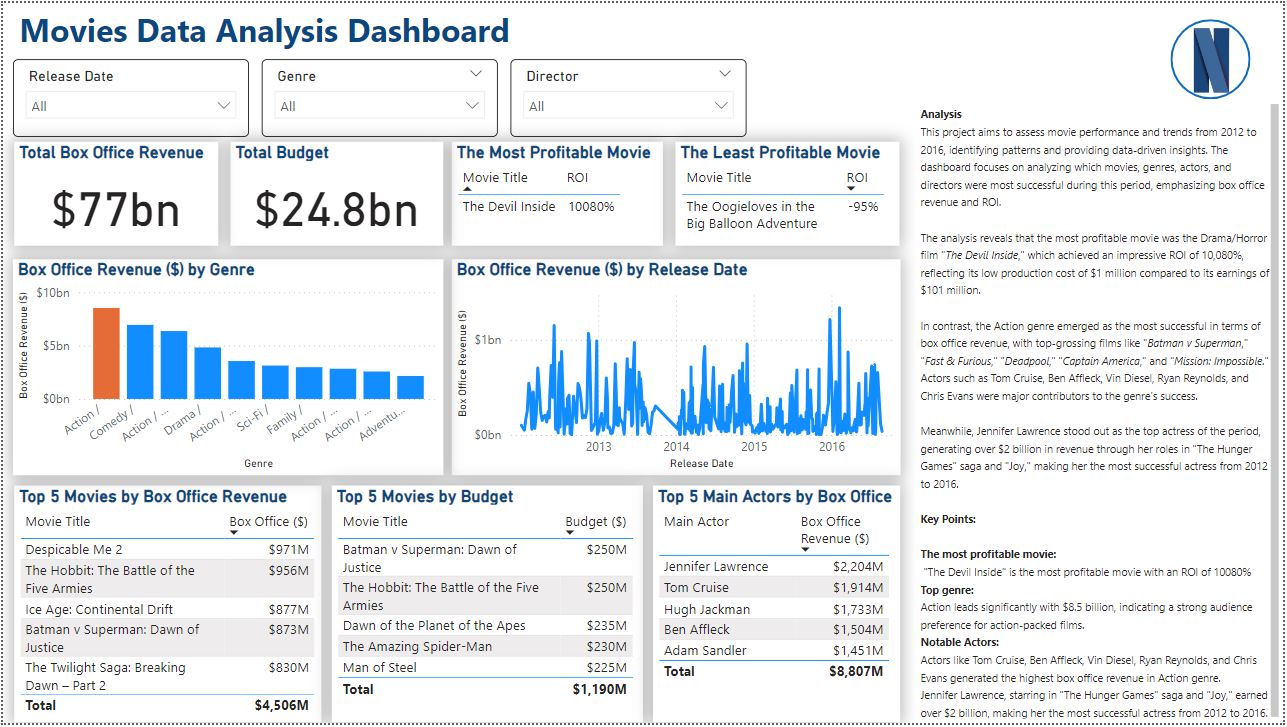 Movies Data Analysis Dashboard
N
Release Date
All
Genre
All
Director
All
Total Box Office Revenue
$77bn
Total Budget
$24.8bn
The Most Profitable Movie
Movie Title ROI
The Devil Inside 10080%
The Least Profitable Movie
Movie Title ROI
The Oogieloves in the
Big Balloon Adventure
-95%
Box Office Revenue ($) by Genre
Box Office Revenue ($)
$10bn
$5bn
$0bn
Action / Comedy / Action / ... Drama / Action / ... Sci-Fi / Family / Action / ... Action / ... Adventu...
Genre
Box Office Revenue ($) by Release Date
Box Office Revenue ($)
$1bn
$0bn
2013 2014 2015 2016
Release Date
Top 5 Movies by Box Office Revenue
Movie Title Box Office ($)
Despicable Me 2 $971M
The Hobbit: The Battle of the $956M
Five Armies
Ice Age: Continental Drift $877M
Batman v Superman: Dawn of $873M
Justice
The Twilight Saga: Breaking $830M
Dawn – Part 2
Total $4,506M
Top 5 Movies by Budget
Movie Title Budget ($)
Batman v Superman: Dawn of $250M
Justice
The Hobbit: The Battle of the Five $250M
Armies
Dawn of the Planet of the Apes $235M
The Amazing Spider-Man $230M
Man of Steel $225M
Total $1,190M
Top 5 Main Actors by Box Office
Main Actor Box Office
Revenue ($)
Jennifer Lawrence $2,204M
Tom Cruise $1,914M
Hugh Jackman $1,733M
Ben Affleck $1,504M
Adam Sandler $1,451M
Total $8,807M
Analysis
This project aims to assess movie performance and trends from 2012 to
2016, identifying patterns and providing data-driven insights. The
dashboard focuses on analyzing which movies, genres, actors, and
directors were most successful during this period, emphasizing box office
revenue and ROI.
The analysis reveals that the most profitable movie was the Drama/Horror
film "The Devil Inside," which achieved an impressive ROI of 10,080%,
reflecting its low production cost of $1 million compared to its earnings of
$101 million.
In contrast, the Action genre emerged as the most successful in terms of
box office revenue, with top-grossing films like "Batman v Superman,"
"Fast & Furious," "Deadpool," "Captain America," and "Mission: Impossible."
Actors such as Tom Cruise, Ben Affleck, Vin Diesel, Ryan Reynolds, and
Chris Evans were major contributors to the genre's success.
Meanwhile, Jennifer Lawrence stood out as the top actress of the period,
generating over $2 billion in revenue through her roles in "The Hunger
Games" saga and "Joy," making her the most successful actress from 2012
to 2016.
Key Points:
The most profitable movie:
"The Devil Inside" is the most profitable movie with an ROI of 10080%
Top genre:
Action leads significantly with $8.5 billion, indicating a strong audience
preference for action-packed films.
Notable Actors:
Actors like Tom Cruise, Ben Affleck, Vin Diesel, Ryan Reynolds, and Chris
Evans generated the highest box office revenue in Action genre.
Jennifer Lawrence, starring in "The Hunger Games" saga and "Joy," earned
over $2 billion, making her the most successful actress from 2012 to 2016.